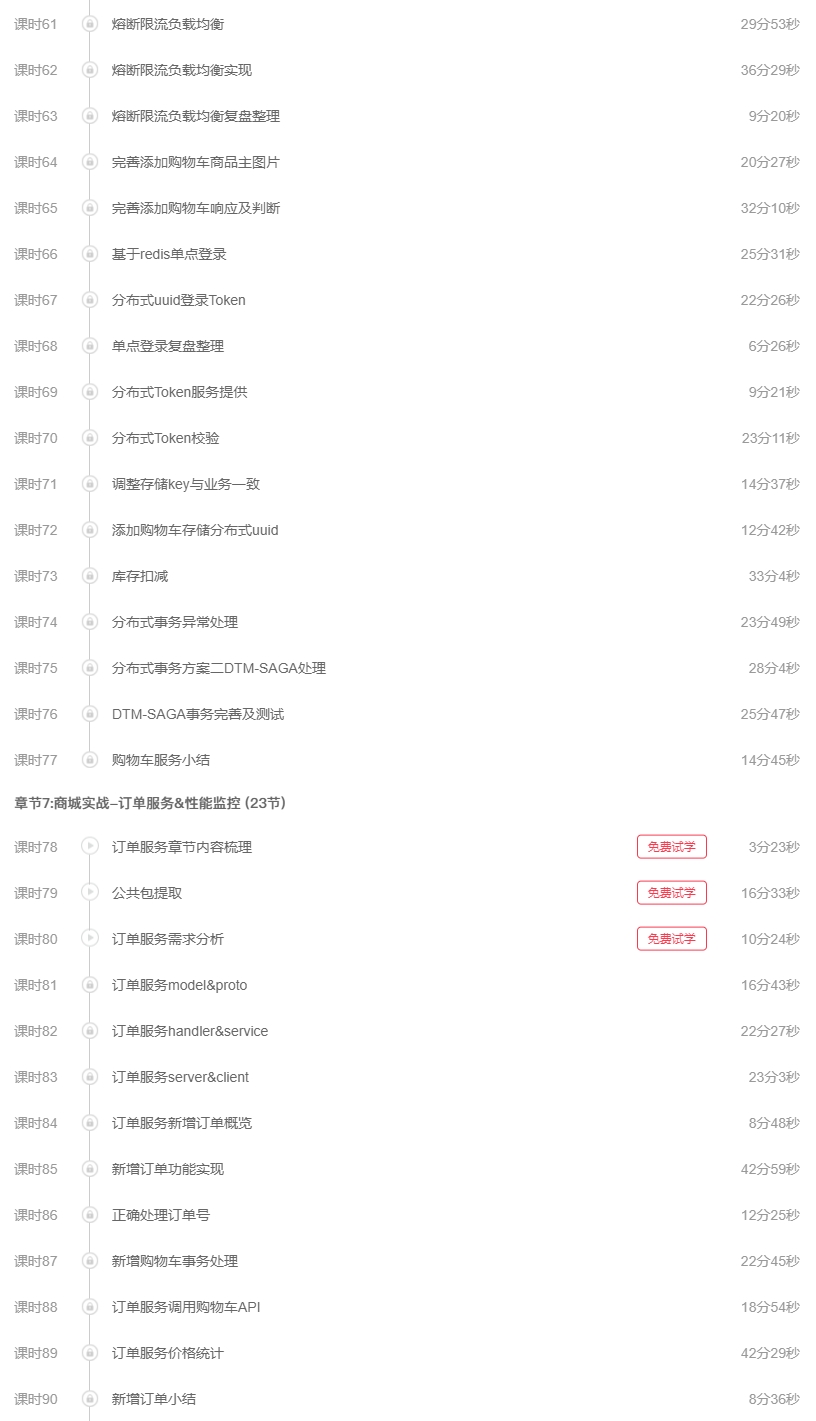 课时61 熔断限流负载均衡 29分53秒
课时62 熔断限流负载均衡实现 36分29秒
课时63 熔断限流负载均衡复盘整理 9分20秒
课时64 完善添加购物车商品主图片 20分27秒
课时65 完善添加购物车响应及判断 32分10秒
课时66 基于redis单点登录 25分31秒
课时67 分布式uuid登录Token 22分26秒
课时68 单点登录复盘整理 6分26秒
课时69 分布式Token服务提供 9分21秒
课时70 分布式Token校验 23分11秒
课时71 调整存储key与业务一致 14分37秒
课时72 添加购物车存储分布式uuid 12分42秒
课时73 库存扣减 33分4秒
课时74 分布式事务异常处理 23分49秒
课时75 分布式事务方案二DTM-SAGA处理 28分4秒
课时76 DTM-SAGA事务完善及测试 25分47秒
课时77 购物车服务小结 14分45秒
章节7:商城实战–订单服务&性能监控 (23节)
课时78 订单服务章节内容梳理 免费试学 3分23秒
课时79 公共包提取 免费试学 16分33秒
课时80 订单服务需求分析 免费试学 10分24秒
课时81 订单服务model&proto 16分43秒
课时82 订单服务handler&service 22分27秒
课时83 订单服务server&client 23分3秒
课时84 订单服务新增订单概览 8分48秒
课时85 新增订单功能实现 42分59秒
课时86 正确处理订单号 12分25秒
课时87 新增购物车事务处理 22分45秒
课时88 订单服务调用购物车API 18分54秒
课时89 订单服务价格统计 42分29秒
课时90 新增订单小结 8分36秒